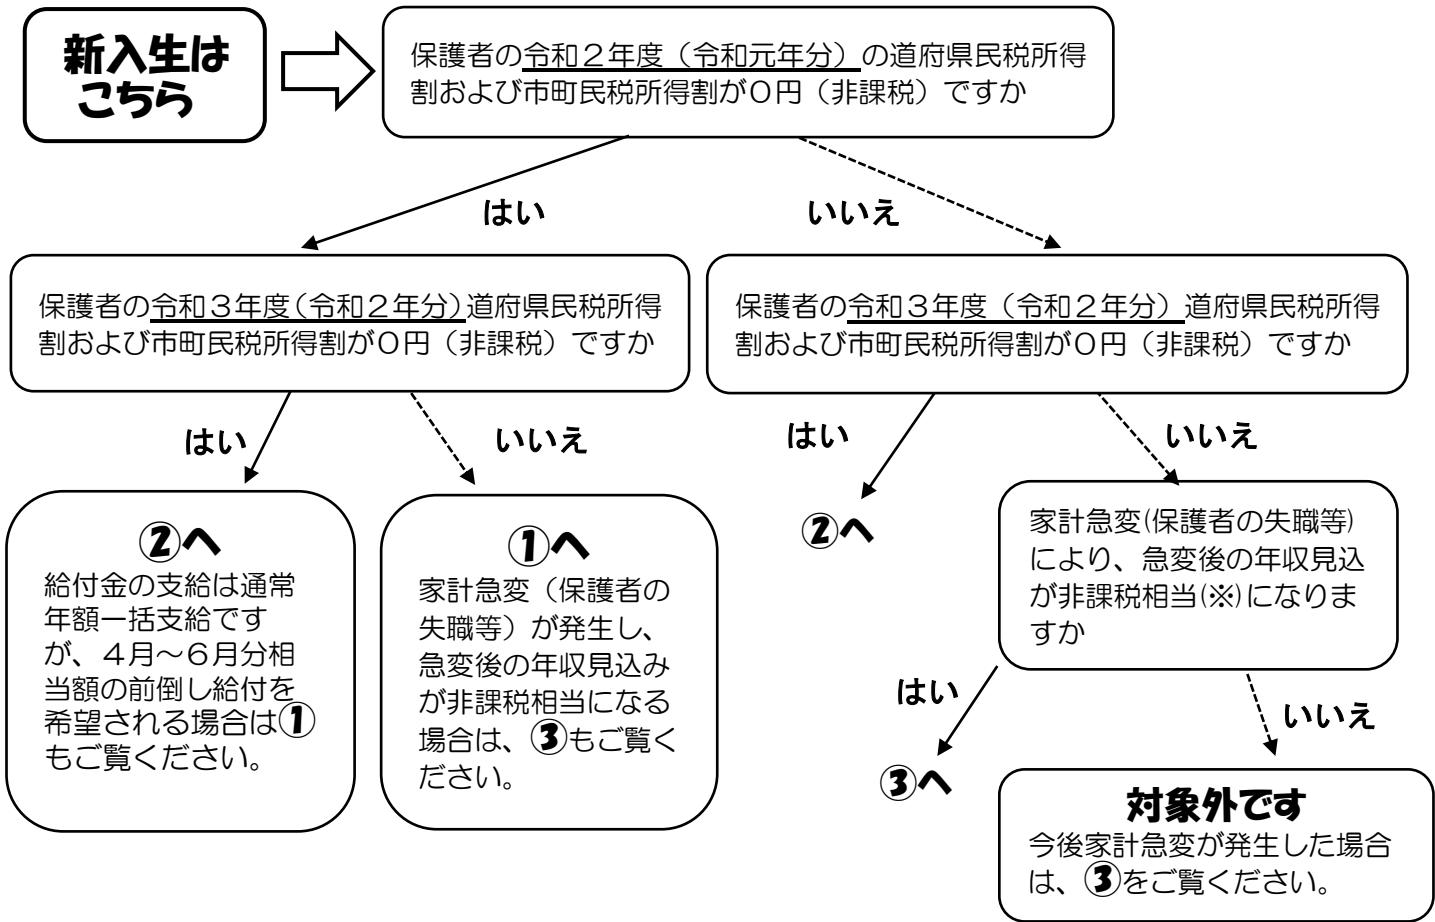 新入生は
こちら
保護者の令和２年度（令和元年分）の道府県民税所得
割および市町民税所得割が０円（非課税）ですか
はい
いいえ
保護者の令和３年度（令和２年分）道府県民税所得
割および市町民税所得割が０円（非課税）ですか
保護者の令和３年度（令和２年分）道府県民税所得
割および市町民税所得割が０円（非課税）ですか
はい
いいえ
はい
いいえ
②へ
給付金の支給は通常
年額一括支給です
が、４月～６月分相
当額の前倒し給付を
希望される場合は①
もご覧ください。
①へ
家計急変（保護者の
失職等）が発生し、
急変後の年収見込み
が非課税相当になる
場合は、③もご覧く
ださい。
②へ
家計急変(保護者の失職等)
により、急変後の年収見込
が非課税相当(※)になりま
すか
はい
いいえ
③へ
対象外です
今後家計急変が発生した場合
は、③をご覧ください。